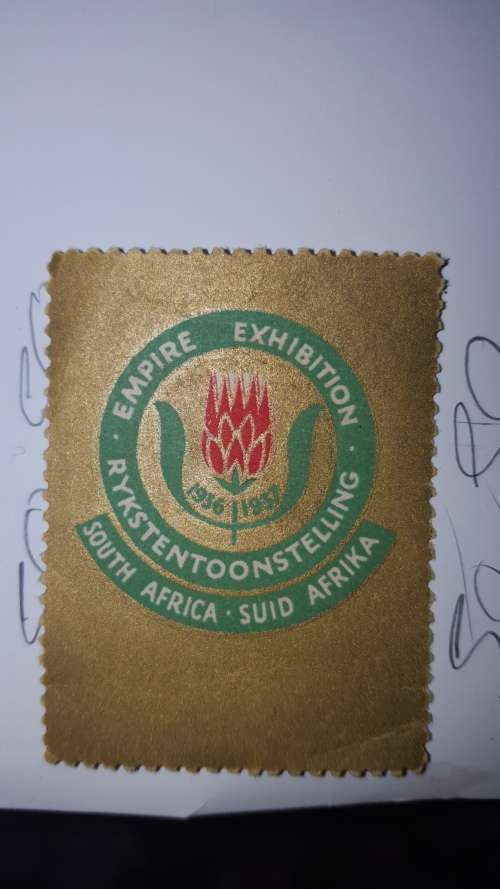 · EMPIRE EXHIBITION ·
1936 1937
RYKSTENTOONSTELLING
SOUTH AFRICA · SUID AFRIKA